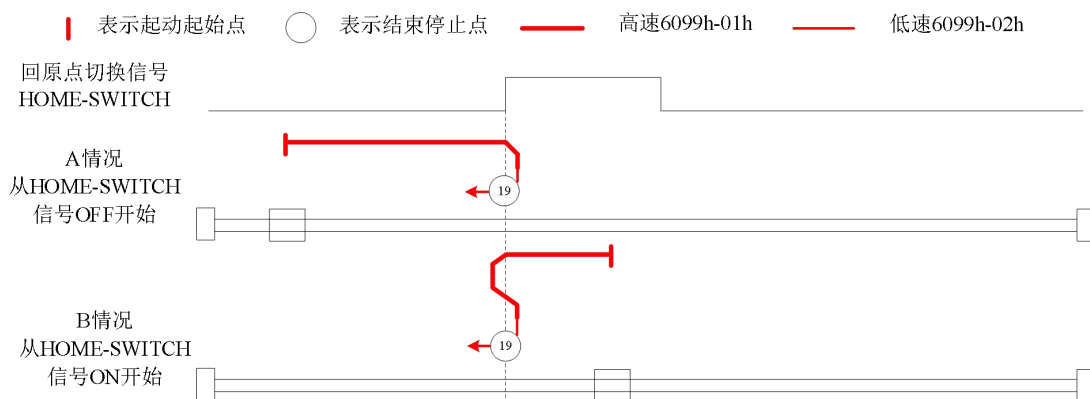 表示起动起始点
表示结束停止点
高速6099h-01h
低速6099h-02h
回原点切换信号
HOME-SWITCH
A情况
从HOME-SWITCH
信号OFF开始
19
B情况
从HOME-SWITCH
信号ON开始
19